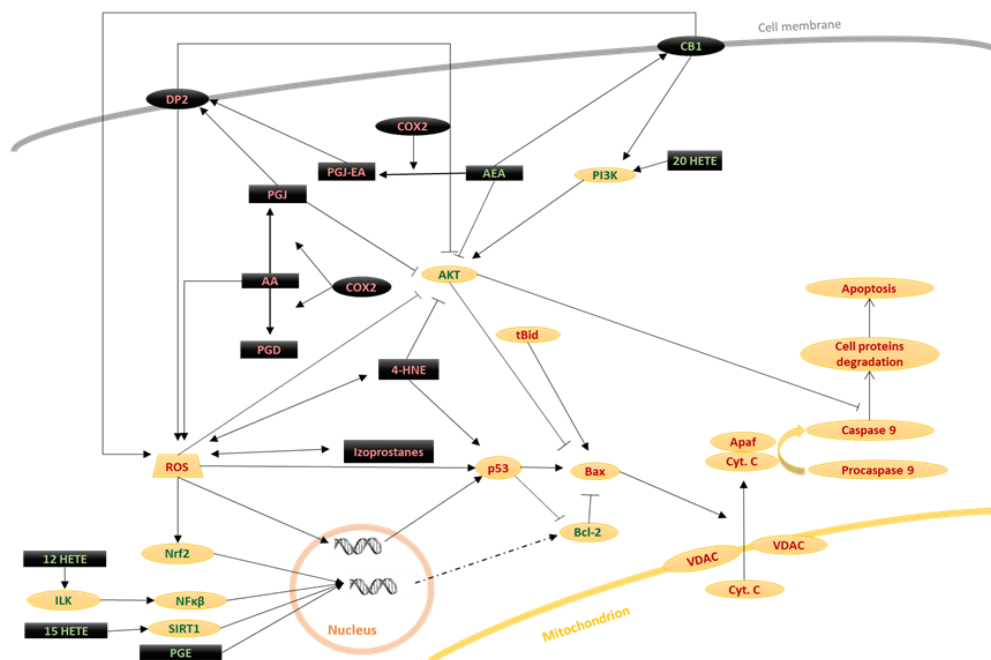 Cell membrane
CB1
DP2
COX2
PGJ-EA
AEA
20 HETE
PI3K
PGJ
AA
COX2
AKT
PGD
tBid
4-HNE
Apoptosis
Cell proteins
degradation
Caspase 9
Apaf
Cyt. C
Procaspase 9
Izoprostanes
ROS
p53
Bax
Bcl-2
Nrf2
12 HETE
ILK
NFκβ
15 HETE
SIRT1
PGE
Nucleus
VDAC
VDAC
Cyt. C
Mitochondrion